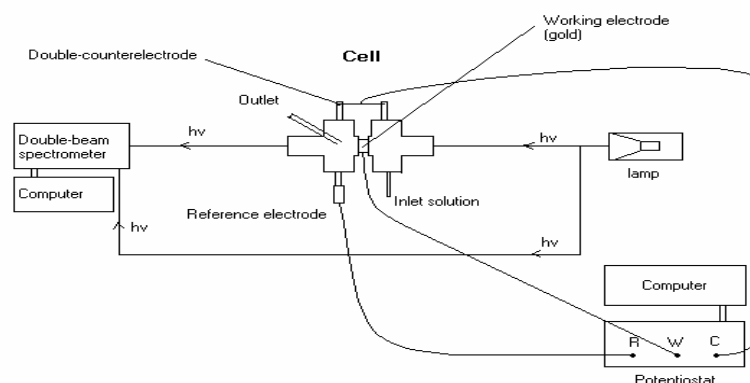 Working electrode
(gold)
Double-counterelectrode
Cell
Outlet
hv
hv
Double-beam
spectrometer
lamp
Computer
Inlet solution
Reference electrode
hv
hv
Computer
R W C
Potentiostat